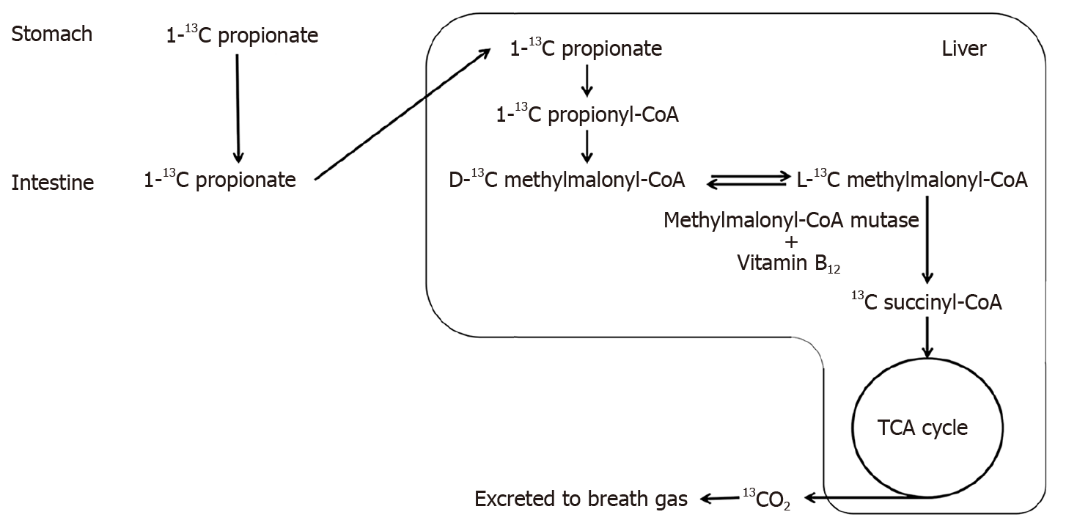 Stomach
1-¹³C propionate
Intestine
1-¹³C propionate
Liver
1-¹³C propionate
1-¹³C propionyl-CoA
D-¹³C methylmalonyl-CoA
L-¹³C methylmalonyl-CoA
Methylmalonyl-CoA mutase
+
Vitamin B₁₂
¹³C succinyl-CoA
TCA cycle
¹³CO₂
Excreted to breath gas